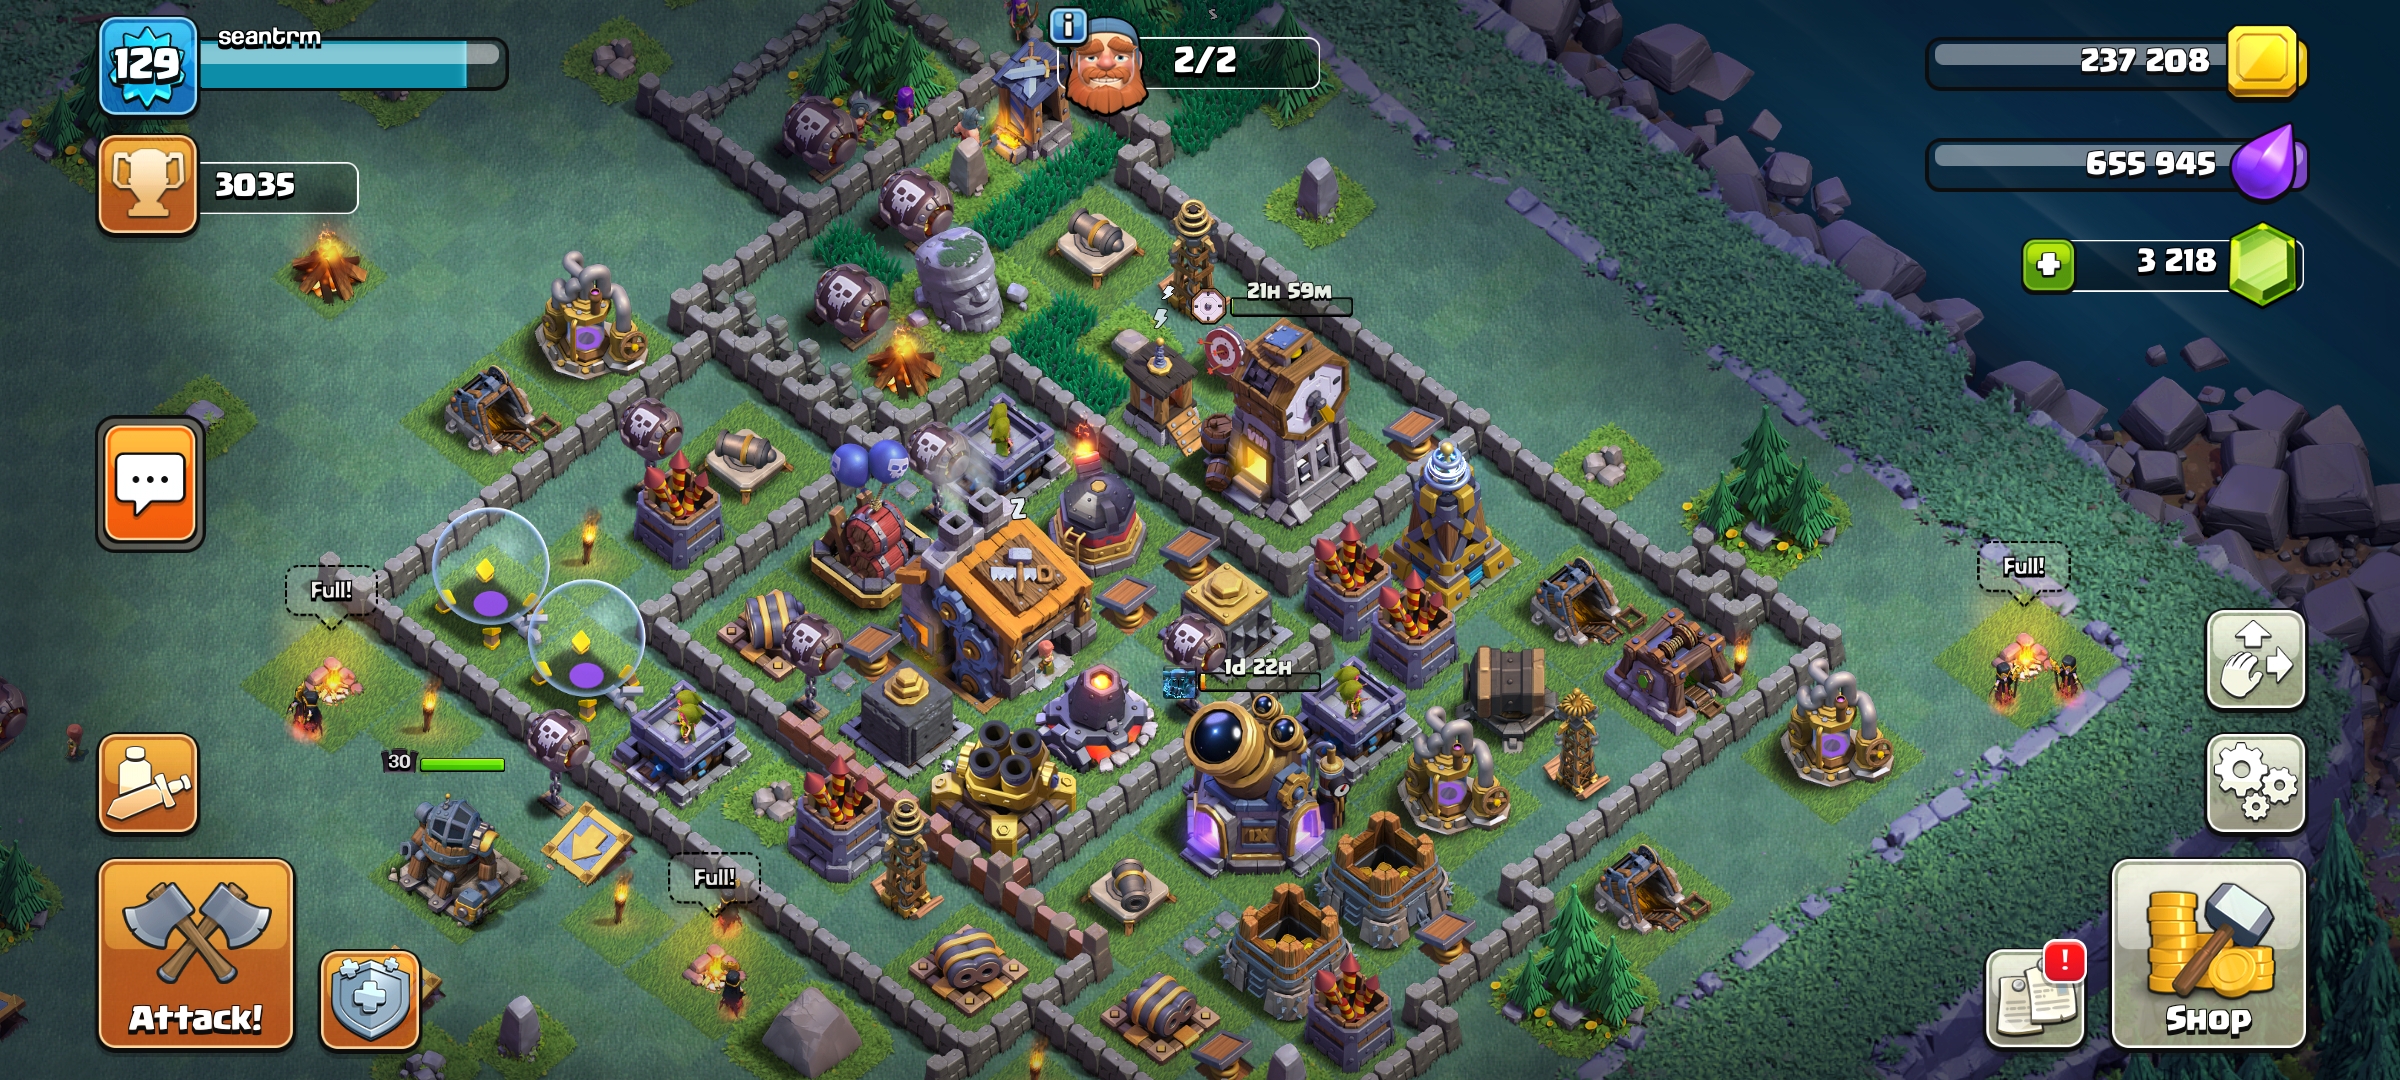 129
seantrm
i
2/2
237 208
3035
655 945
3 218
21H 59M
Z
Full!
Full!
1d 22H
30
IX
Full!
Attack!
!
Shop